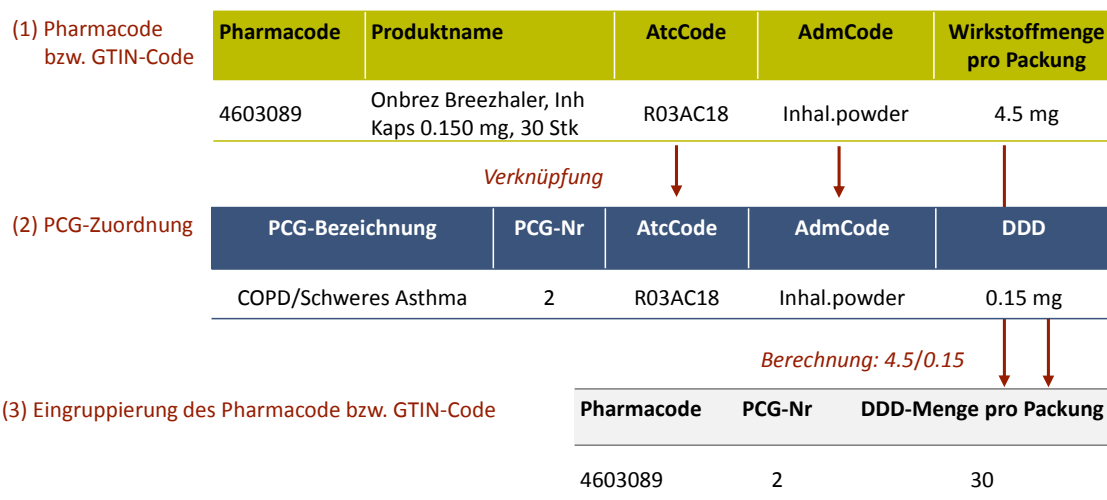 (1) Pharmacode
bzw. GTIN-Code
Pharmacode Produktname AtcCode AdmCode Wirkstoffmenge
pro Packung
4603089 Onbrez Breezhaler, Inh
Kaps 0.150 mg, 30 Stk R03AC18 Inhal.powder 4.5 mg
Verknüpfung
(2) PCG-Zuordnung
PCG-Bezeichnung PCG-Nr AtcCode AdmCode DDD
COPD/Schweres Asthma 2 R03AC18 Inhal.powder 0.15 mg
Berechnung: 4.5/0.15
(3) Eingruppierung des Pharmacode bzw. GTIN-Code
Pharmacode PCG-Nr DDD-Menge pro Packung
4603089 2 30